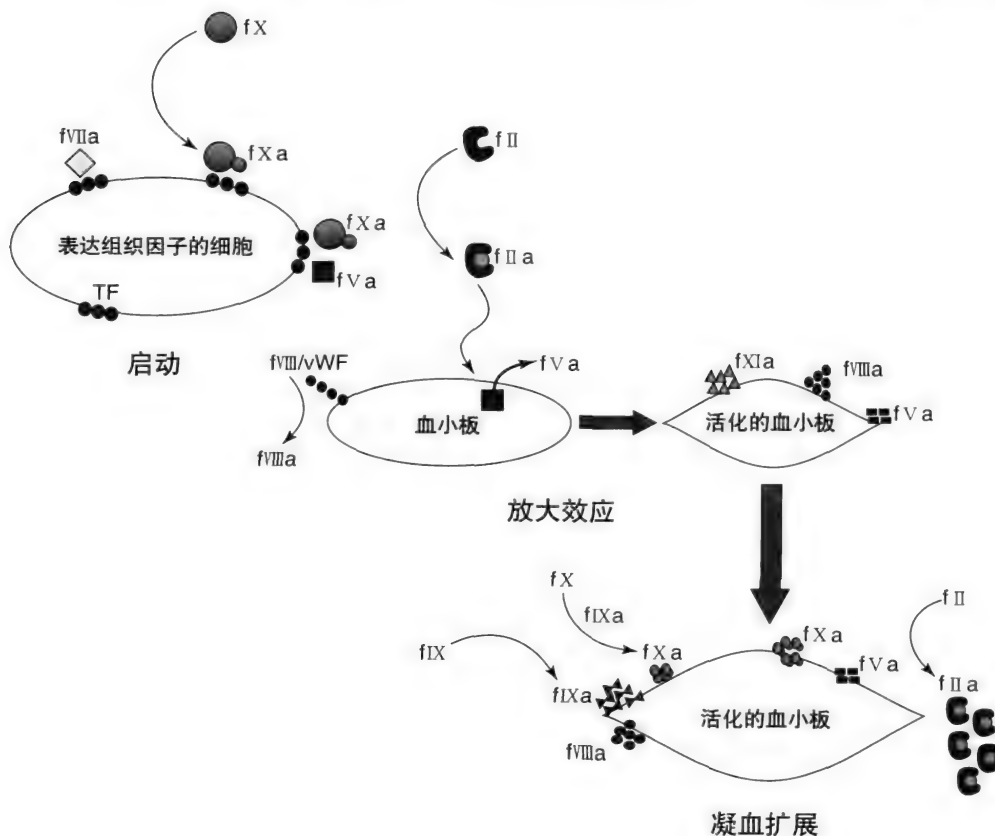 fX
fⅦa
fXa
表达组织因子的细胞
fXa
fⅤa
TF
启动
fⅡ
fⅡa
fⅧ/vWF
fⅤa
血小板
fⅧa
fⅪa
fⅧa
活化的血小板
fⅤa
放大效应
fX
fⅨa
fⅨ
fXa
fⅨa
fⅧa
fXa
fⅤa
活化的血小板
fⅡ
fⅡa
凝血扩展